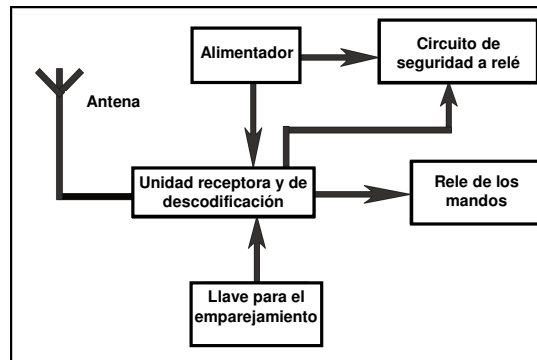 Alimentador
Circuito de
seguridad a relé
Antena
Unidad receptora y de
descodificación
Rele de los
mandos
Llave para el
emparejamiento